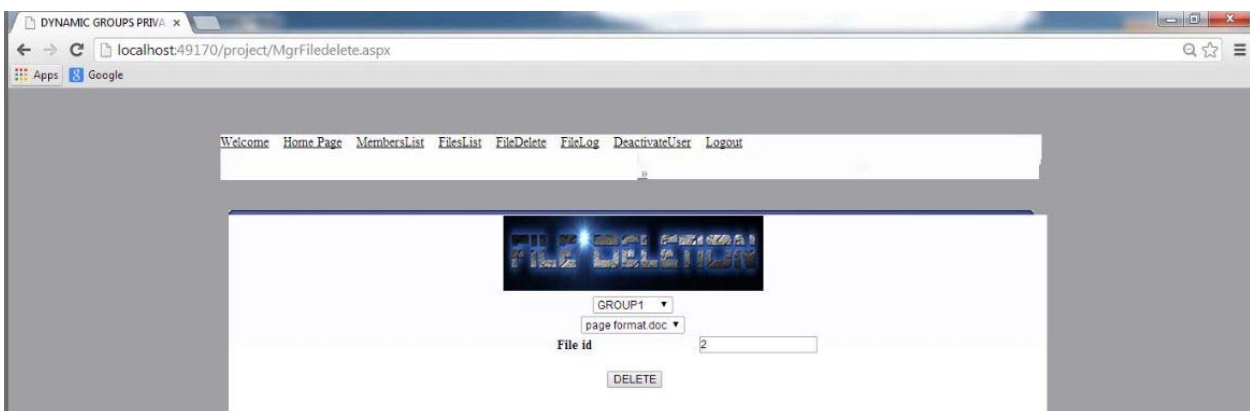 DYNAMIC GROUPS PRIVA
localhost:49170/project/MgrFiledelete.aspx
Apps Google
Welcome Home Page MembersList FilesList FileDelete FileLog DeactivateUser Logout
»
FILE DELETION
GROUP1
page format.doc
File id 2
DELETE